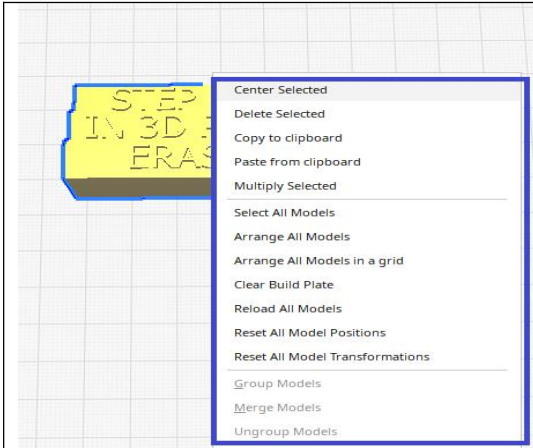 STEP
IN 3D
ERAS
Center Selected
Delete Selected
Copy to clipboard
Paste from clipboard
Multiply Selected
Select All Models
Arrange All Models
Arrange All Models in a grid
Clear Build Plate
Reload All Models
Reset All Model Positions
Reset All Model Transformations
Group Models
Merge Models
Ungroup Models